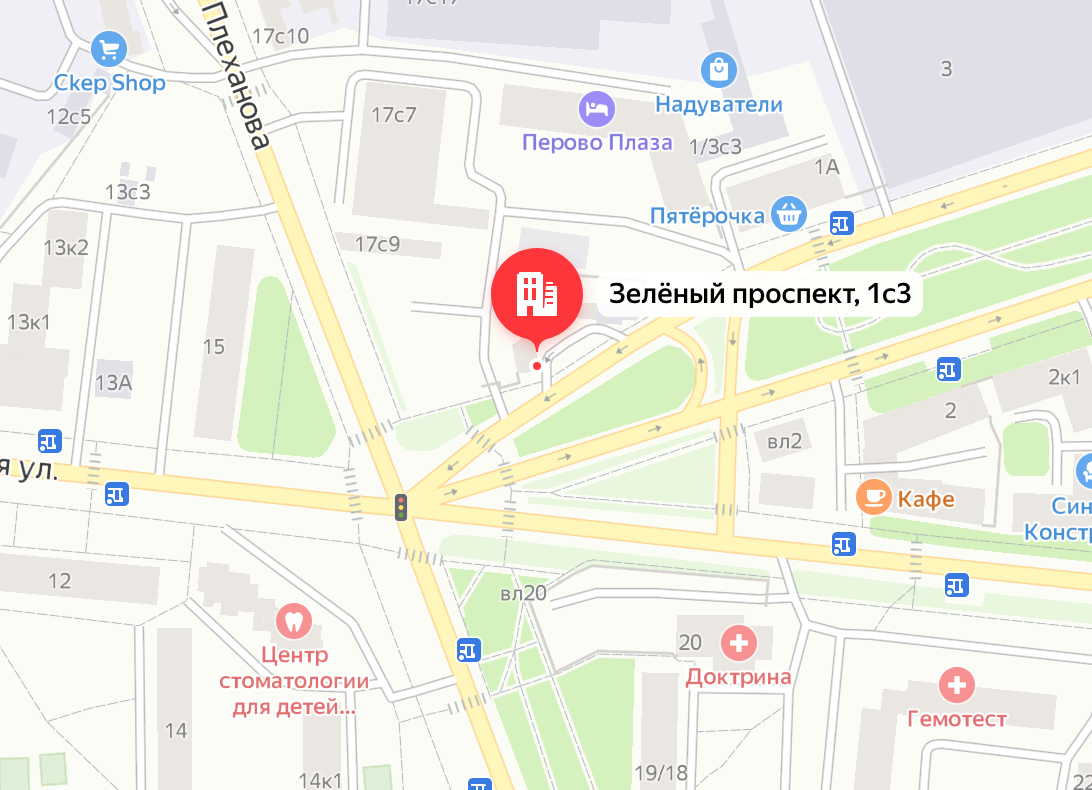 17с17
Плеханова
17с10
Скер Shop
12с5
17с7
Надуватели
3
Перово Плаза
1/3с3
1А
13с3
Пятёрочка
13к2
17с9
Зелёный проспект, 1с3
13к1
15
13А
2к1
2
вл2
я ул.
Кафе
Син
Констр
12
вл20
20
Доктрина
Центр
стоматологии
для детей...
Гемотест
14
14к1
19/18
22